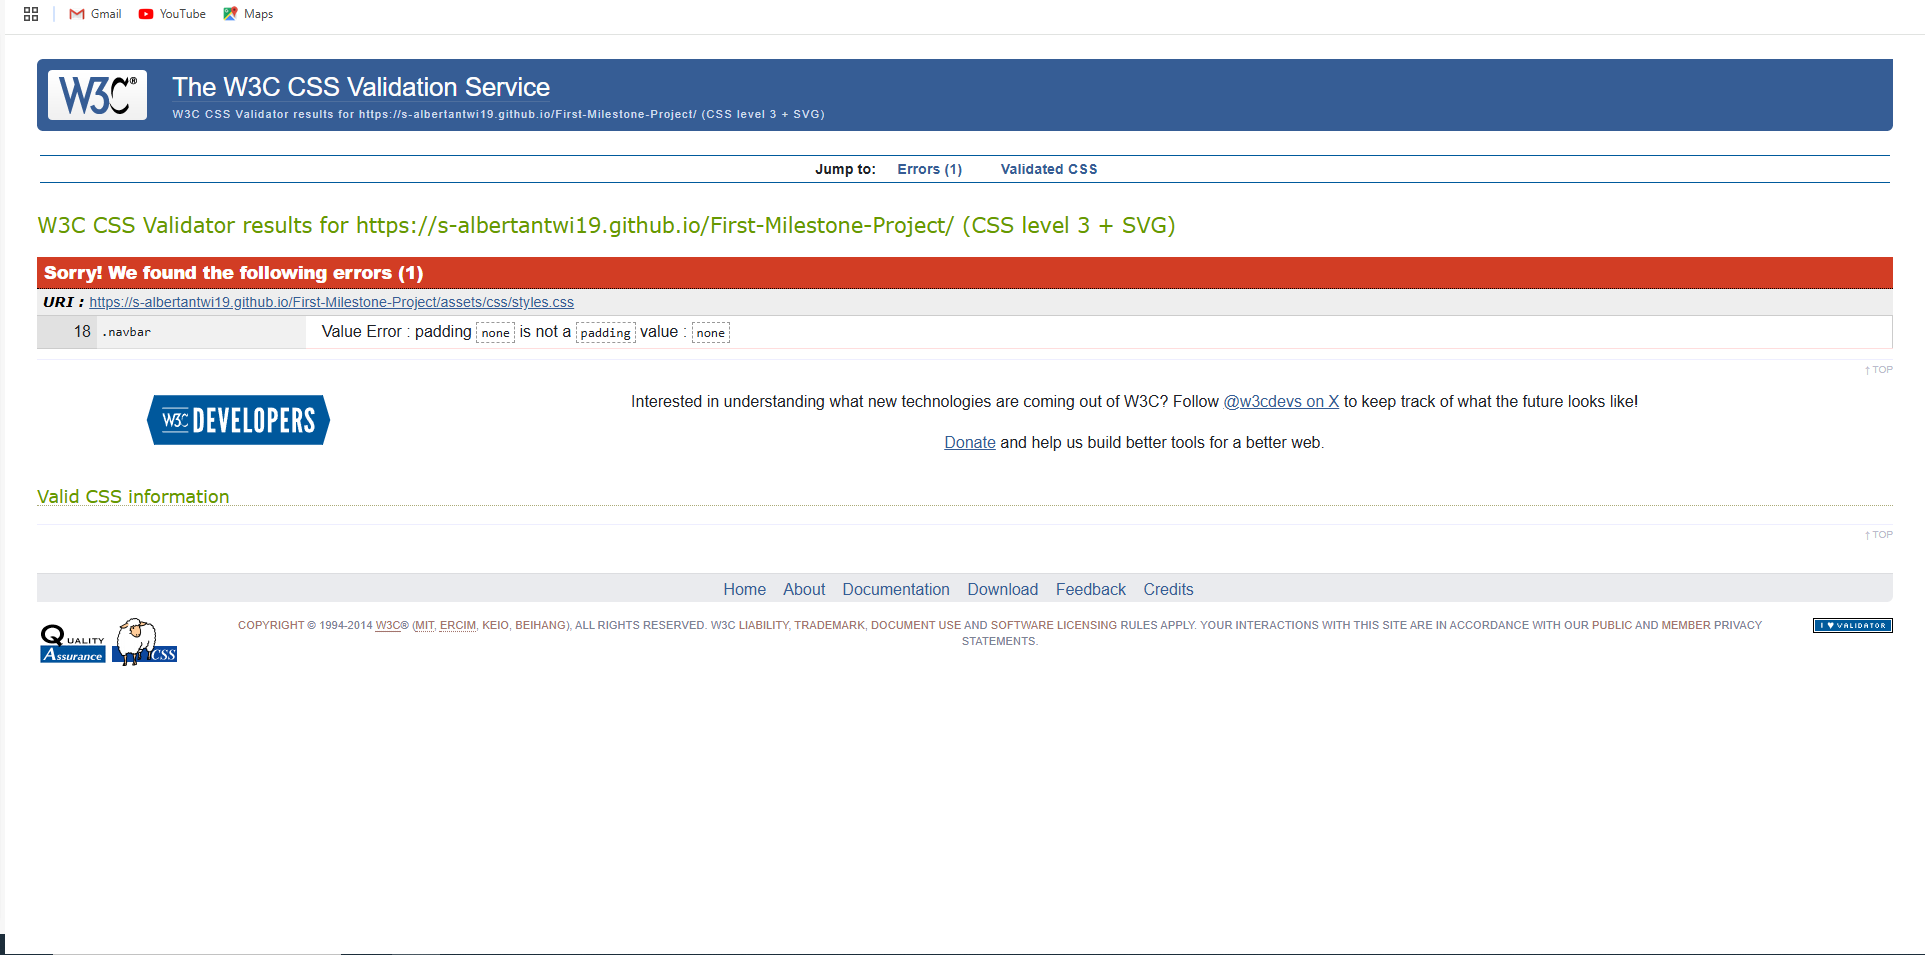 Gmail YouTube Maps
W3C® The W3C CSS Validation Service
W3C CSS Validator results for https://s-albertantwi19.github.io/First-Milestone-Project/ (CSS level 3 + SVG)
Jump to: Errors (1) Validated CSS
W3C CSS Validator results for https://s-albertantwi19.github.io/First-Milestone-Project/ (CSS level 3 + SVG)
Sorry! We found the following errors (1)
URI : https://s-albertantwi19.github.io/First-Milestone-Project/assets/css/styles.css
18 .navbar Value Error : padding none is not a padding value : none
↑ TOP
W3C DEVELOPERS
Interested in understanding what new technologies are coming out of W3C? Follow @w3cdevs on X to keep track of what the future looks like!
Donate and help us build better tools for a better web.
Valid CSS information
↑ TOP
Home About Documentation Download Feedback Credits
QUALITY
Assurance
CSS
COPYRIGHT © 1994-2014 W3C® (MIT, ERCIM, KEIO, BEIHANG), ALL RIGHTS RESERVED. W3C LIABILITY, TRADEMARK, DOCUMENT USE AND SOFTWARE LICENSING RULES APPLY. YOUR INTERACTIONS WITH THIS SITE ARE IN ACCORDANCE WITH OUR PUBLIC AND MEMBER PRIVACY
STATEMENTS.
I ♥ VALIDATOR